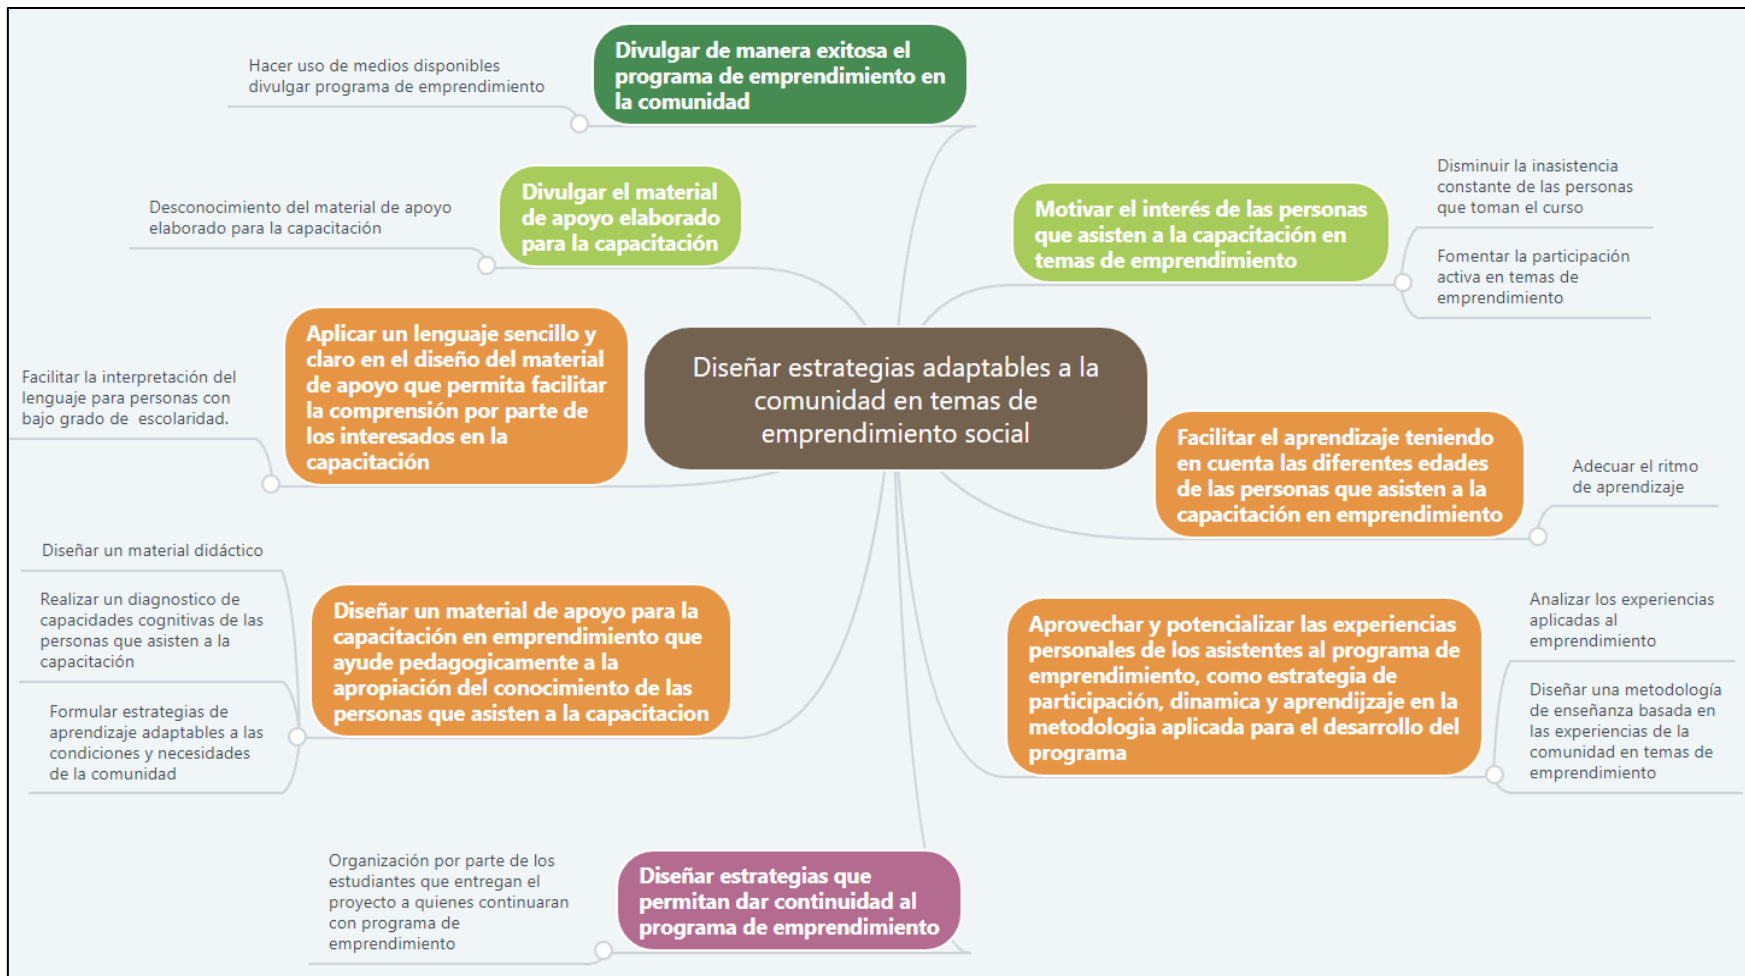 Divulgar de manera exitosa el
programa de emprendimiento en
la comunidad
Hacer uso de medios disponibles
divulgar programa de emprendimiento
Divulgar el material
de apoyo elaborado
para la capacitación
Desconocimiento del material de apoyo
elaborado para la capacitación
Motivar el interés de las personas
que asisten a la capacitación en
temas de emprendimiento
Disminuir la inasistencia
constante de las personas
que toman el curso
Fomentar la participación
activa en temas de
emprendimiento
Aplicar un lenguaje sencillo y
claro en el diseño del material
de apoyo que permita facilitar
la comprensión por parte de
los interesados en la
capacitación
Facilitar la interpretación del
lenguaje para personas con
bajo grado de escolaridad.
Diseñar estrategias adaptables a la
comunidad en temas de
emprendimiento social
Facilitar el aprendizaje teniendo
en cuenta las diferentes edades
de las personas que asisten a la
capacitación en emprendimiento
Adecuar el ritmo
de aprendizaje
Diseñar un material didáctico
Realizar un diagnostico de
capacidades cognitivas de las
personas que asisten a la
capacitación
Formular estrategias de
aprendizaje adaptables a las
condiciones y necesidades
de la comunidad
Diseñar un material de apoyo para la
capacitación en emprendimiento que
ayude pedagogicamente a la
apropiación del conocimiento de las
personas que asisten a la capacitacion
Aprovechar y potencializar las experiencias
personales de los asistentes al programa de
emprendimiento, como estrategia de
participación, dinamica y aprendijzaje en la
metodologia aplicada para el desarrollo del
programa
Analizar los experiencias
aplicadas al
emprendimiento
Diseñar una metodología
de enseñanza basada en
las experiencias de la
comunidad en temas de
emprendimiento
Organización por parte de los
estudiantes que entregan el
proyecto a quienes continuaran
con programa de
emprendimiento
Diseñar estrategias que
permitan dar continuidad al
programa de emprendimiento